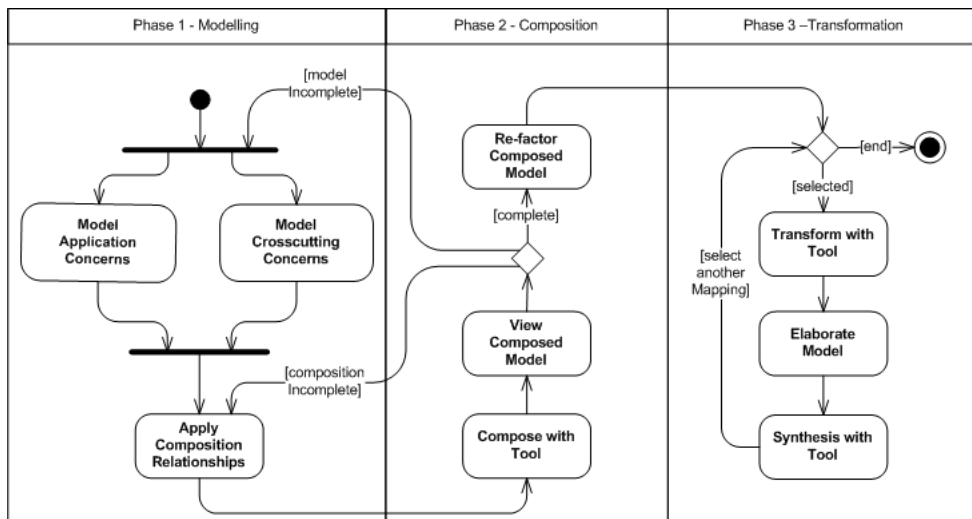 Phase 1 - Modelling
Phase 2 - Composition
Phase 3 –Transformation
[model
Incomplete]
Model
Application
Concerns
Model
Crosscutting
Concerns
[composition
Incomplete]
Apply
Composition
Relationships
Re-factor
Composed
Model
[complete]
View
Composed
Model
Compose with
Tool
[end]
[selected]
Transform with
Tool
[select
another
Mapping]
Elaborate
Model
Synthesis with
Tool